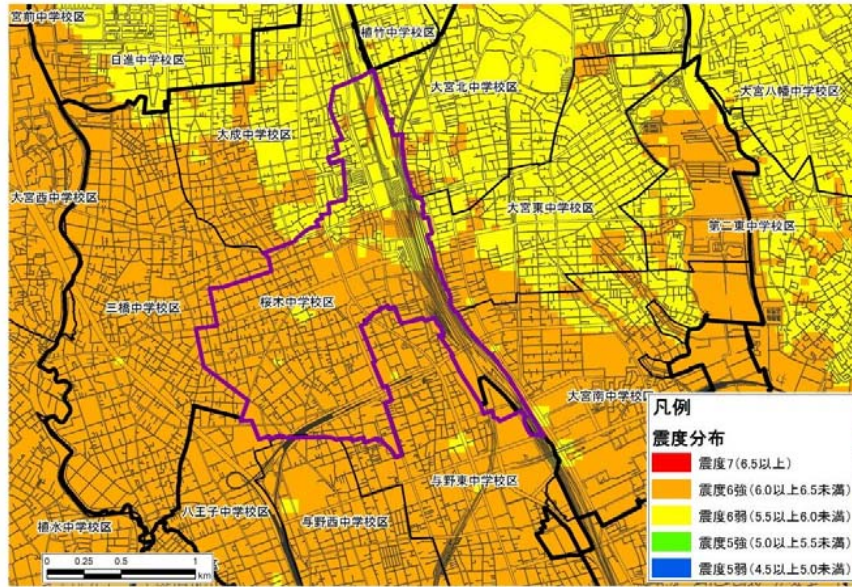 宮前中学校区
植竹中学校区
日進中学校区
大宮北中学校区
大宮八幡中学校区
大成中学校区
大宮西中学校区
大宮東中学校区
第二東中学校区
三橋中学校区
桜木中学校区
大宮南中学校区
与野東中学校区
植水中学校区
八王子中学校区
与野西中学校区
凡例
震度分布
震度7(6.5以上)
震度6強(6.0以上6.5未満)
震度6弱(5.5以上6.0未満)
震度5強(5.0以上5.5未満)
震度5弱(4.5以上5.0未満)
0 0.25 0.5 1
km